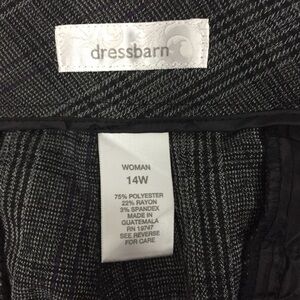 dressbarn
WOMAN
14W
75% POLYESTER
22% RAYON
3% SPANDEX
MADE IN
GUATEMALA
RN 19747
SEE REVERSE
FOR CARE